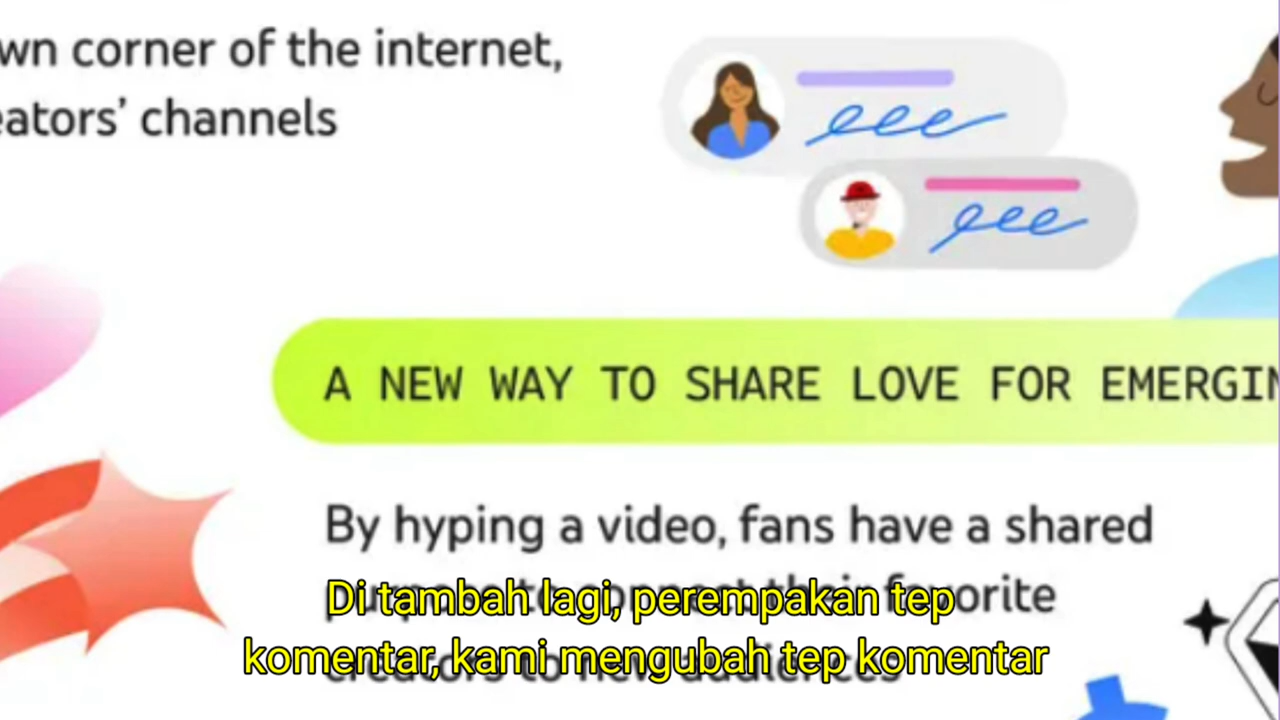 wn corner of the internet,
eators' channels
A NEW WAY TO SHARE LOVE FOR EMERGIN
By hyping a video, fans have a shared
favorite
Di tambah lagi, perempakan tep
komentar, kami mengubah tep komentar